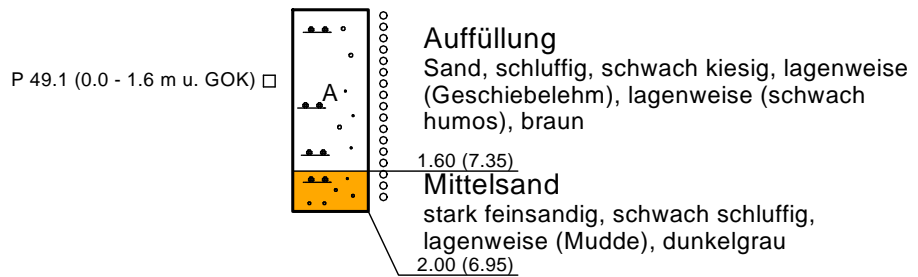 Auffüllung
P 49.1 (0.0 - 1.6 m u. GOK)
Sand, schluffig, schwach kiesig, lagenweise
(Geschiebelehm), lagenweise (schwach
humos), braun
A
1.60 (7.35)
Mittelsand
stark feinsandig, schwach schluffig,
lagenweise (Mudde), dunkelgrau
2.00 (6.95)